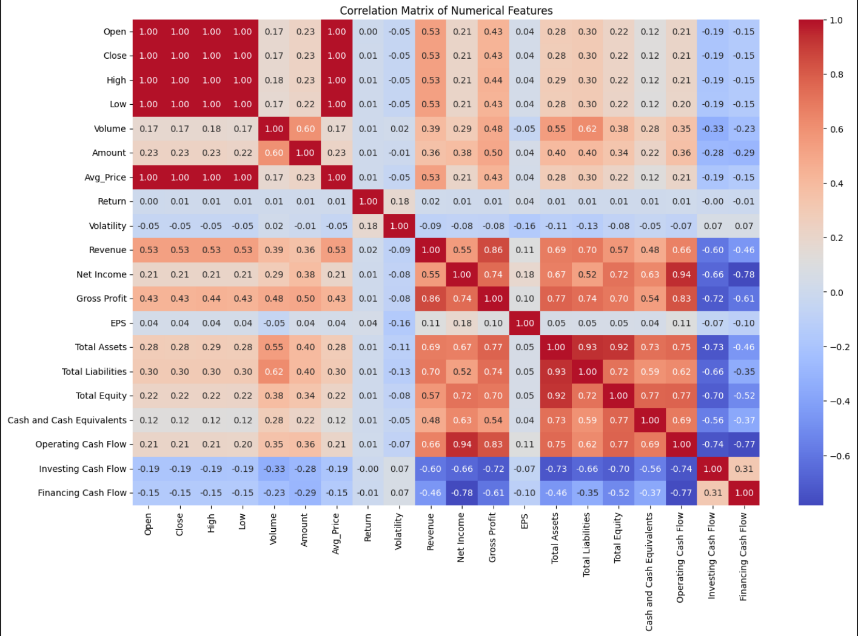 Correlation Matrix of Numerical Features
Open 1.00 1.00 1.00 1.00 0.17 0.23 1.00 0.00 -0.05 0.53 0.21 0.43 0.04 0.28 0.30 0.22 0.12 0.21 -0.19 -0.15
Close 1.00 1.00 1.00 1.00 0.17 0.23 1.00 0.01 -0.05 0.53 0.21 0.43 0.04 0.28 0.30 0.22 0.12 0.21 -0.19 -0.15
High 1.00 1.00 1.00 1.00 0.18 0.23 1.00 0.01 -0.05 0.53 0.21 0.44 0.04 0.29 0.30 0.22 0.12 0.21 -0.19 -0.15
Low 1.00 1.00 1.00 1.00 0.17 0.22 1.00 0.01 -0.05 0.53 0.21 0.43 0.04 0.28 0.30 0.22 0.12 0.20 -0.19 -0.15
Volume 0.17 0.17 0.18 0.17 1.00 0.60 0.17 0.01 0.02 0.39 0.29 0.48 -0.05 0.55 0.62 0.38 0.28 0.35 -0.33 -0.23
Amount 0.23 0.23 0.23 0.22 0.60 1.00 0.23 0.01 -0.01 0.36 0.38 0.50 0.04 0.40 0.40 0.34 0.22 0.36 -0.28 -0.29
Avg_Price 1.00 1.00 1.00 1.00 0.17 0.23 1.00 0.01 -0.05 0.53 0.21 0.43 0.04 0.28 0.30 0.22 0.12 0.21 -0.19 -0.15
Return 0.00 0.01 0.01 0.01 0.01 0.01 0.01 1.00 0.18 0.02 0.01 0.01 0.04 0.01 0.01 0.01 0.01 0.01 -0.00 -0.01
Volatility -0.05 -0.05 -0.05 -0.05 0.02 -0.01 -0.05 0.18 1.00 -0.09 -0.08 -0.08 -0.16 -0.11 -0.13 -0.08 -0.05 -0.07 0.07 0.07
Revenue 0.53 0.53 0.53 0.53 0.39 0.36 0.53 0.02 -0.09 1.00 0.55 0.86 0.11 0.69 0.70 0.57 0.48 0.66 -0.60 -0.46
Net Income 0.21 0.21 0.21 0.21 0.29 0.38 0.21 0.01 -0.08 0.55 1.00 0.74 0.18 0.67 0.52 0.72 0.63 0.94 -0.66 -0.78
Gross Profit 0.43 0.43 0.44 0.43 0.48 0.50 0.43 0.01 -0.08 0.86 0.74 1.00 0.10 0.77 0.74 0.70 0.54 0.83 -0.72 -0.61
EPS 0.04 0.04 0.04 0.04 -0.05 0.04 0.04 0.04 -0.16 0.11 0.18 0.10 1.00 0.05 0.05 0.05 0.04 0.11 -0.07 -0.10
Total Assets 0.28 0.28 0.29 0.28 0.55 0.40 0.28 0.01 -0.11 0.69 0.67 0.77 0.05 1.00 0.93 0.92 0.73 0.75 -0.73 -0.46
Total Liabilities 0.30 0.30 0.30 0.30 0.62 0.40 0.30 0.01 -0.13 0.70 0.52 0.74 0.05 0.93 1.00 0.72 0.59 0.62 -0.66 -0.35
Total Equity 0.22 0.22 0.22 0.22 0.38 0.34 0.22 0.01 -0.08 0.57 0.72 0.70 0.05 0.92 0.72 1.00 0.77 0.77 -0.70 -0.52
Cash and Cash Equivalents 0.12 0.12 0.12 0.12 0.28 0.22 0.12 0.01 -0.05 0.48 0.63 0.54 0.04 0.73 0.59 0.77 1.00 0.69 -0.56 -0.37
Operating Cash Flow 0.21 0.21 0.21 0.20 0.35 0.36 0.21 0.01 -0.07 0.66 0.94 0.83 0.11 0.75 0.62 0.77 0.69 1.00 -0.74 -0.77
Investing Cash Flow -0.19 -0.19 -0.19 -0.19 -0.33 -0.28 -0.19 -0.00 0.07 -0.60 -0.66 -0.72 -0.07 -0.73 -0.66 -0.70 -0.56 -0.74 1.00 0.31
Financing Cash Flow -0.15 -0.15 -0.15 -0.15 -0.23 -0.29 -0.15 -0.01 0.07 -0.46 -0.78 -0.61 -0.10 -0.46 -0.35 -0.52 -0.37 -0.77 0.31 1.00
Open
Close
High
Low
Volume
Amount
Avg_Price
Return
Volatility
Revenue
Net Income
Gross Profit
EPS
Total Assets
Total Liabilities
Total Equity
Cash and Cash Equivalents
Operating Cash Flow
Investing Cash Flow
Financing Cash Flow
1.0
0.8
0.6
0.4
0.2
0.0
−0.2
−0.4
−0.6